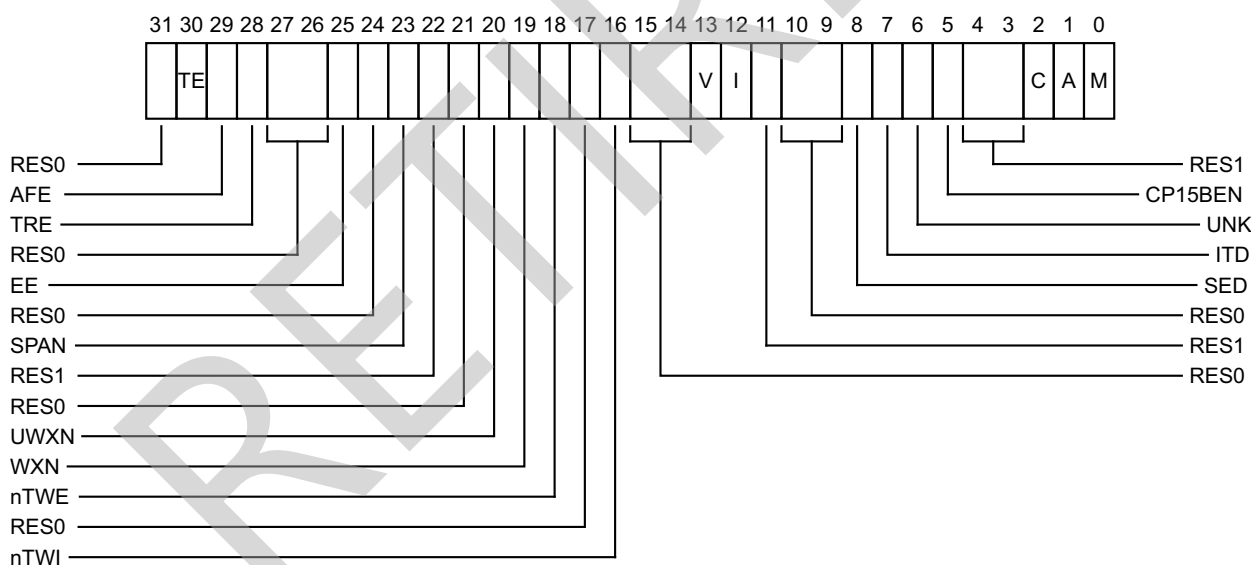 31 30 29 28 27 26 25 24 23 22 21 20 19 18 17 16 15 14 13 12 11 10 9 8 7 6 5 4 3 2 1 0
TE V I C A M
RES0 RES1
AFE CP15BEN
TRE UNK
RES0 ITD
EE SED
RES0 RES0
SPAN RES1
RES1 RES0
RES0
UWXN
WXN
nTWE
RES0
nTWI